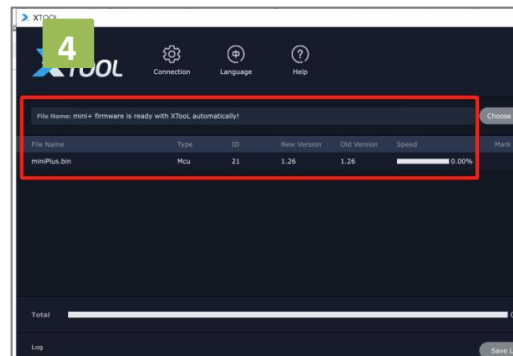 XTOOL
4
XTOOL
Connection
Language
Help
File Name: mini+ firmware is ready with XTooL automatically!
Choose
File Name Type ID New Version Old Version Speed Mark
miniPlus.bin Mcu 21 1.26 1.26 0.00%
Total
Log
Save L